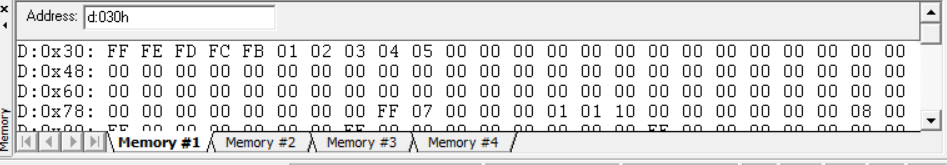 Address: d:030h
D:0x30: FF FE FD FC FB 01 02 03 04 05 00 00 00 00 00 00 00 00 00 00 00 00 00 00
D:0x48: 00 00 00 00 00 00 00 00 00 00 00 00 00 00 00 00 00 00 00 00 00 00 00 00
D:0x60: 00 00 00 00 00 00 00 00 00 00 00 00 00 00 00 00 00 00 00 00 00 00 00 00
D:0x78: 00 00 00 00 00 00 00 00 FF 07 00 00 00 01 01 10 00 00 00 00 00 00 08 00
Memory
Memory #1 Memory #2 Memory #3 Memory #4